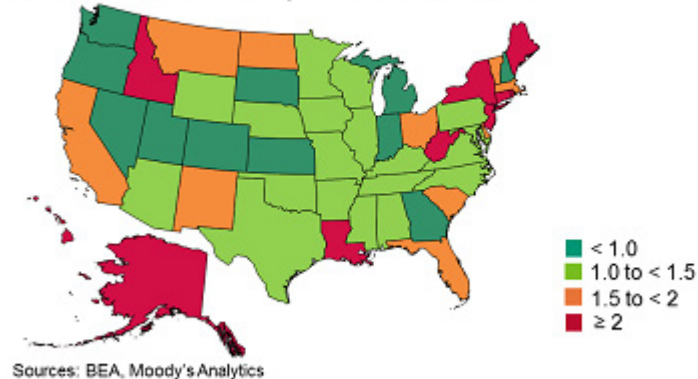 < 1.0
1.0 to < 1.5
1.5 to < 2
≥ 2
Sources: BEA, Moody's Analytics